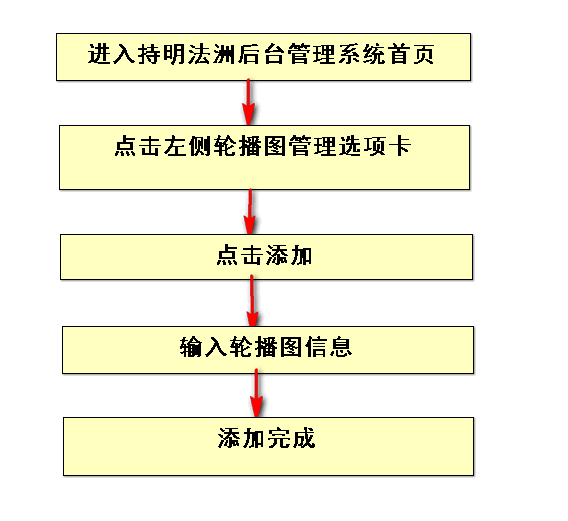 进入持明法洲后台管理系统首页
点击左侧轮播图管理选项卡
点击添加
输入轮播图信息
添加完成